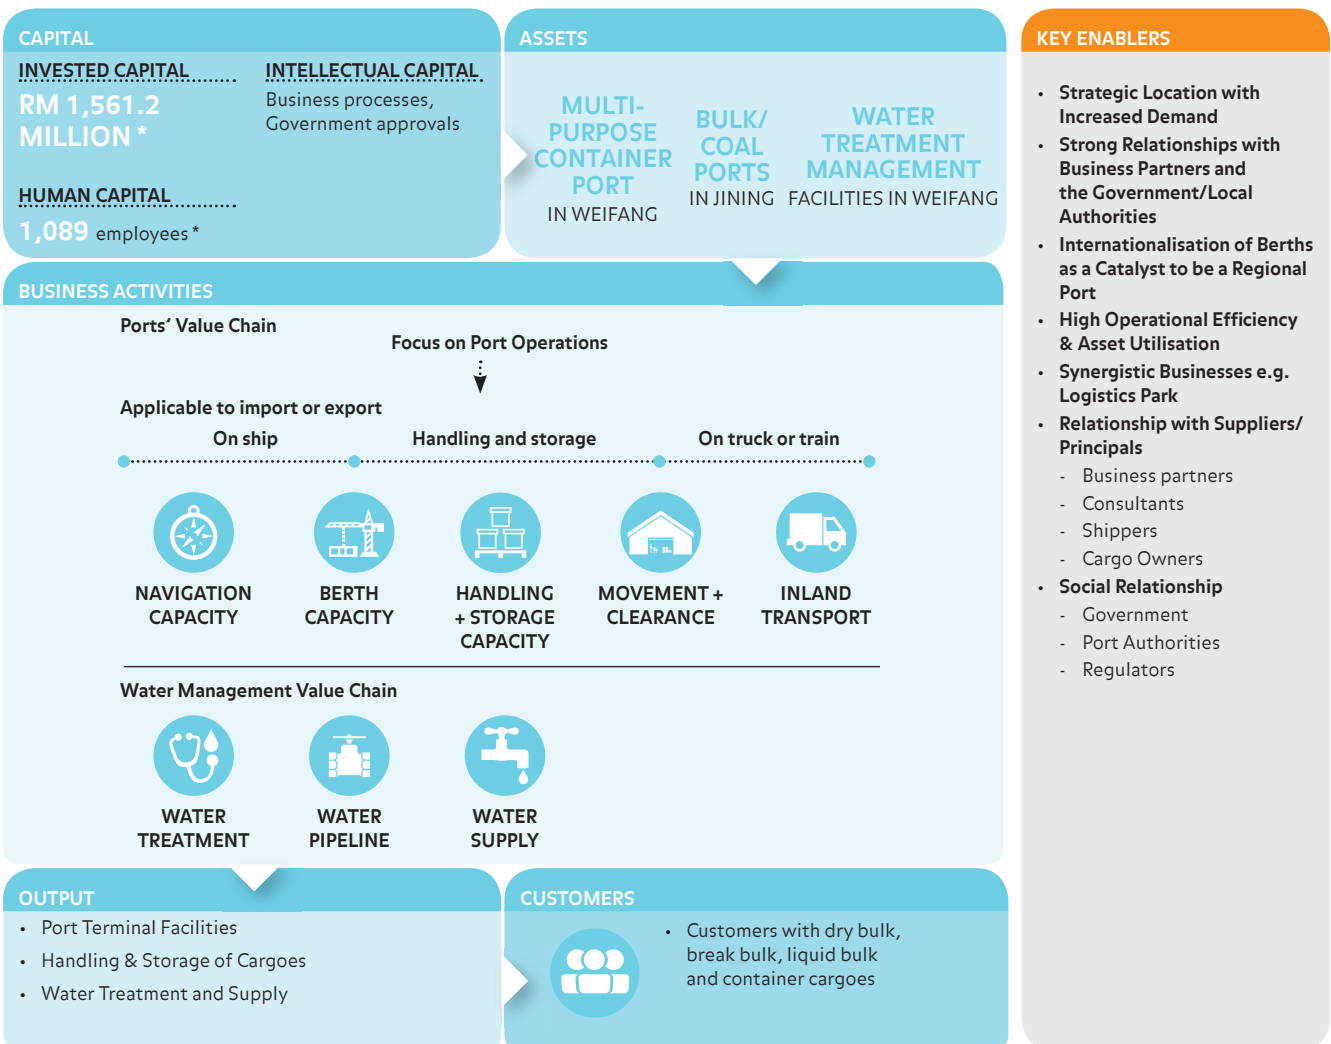 CAPITAL
INVESTED CAPITAL
RM 1,561.2
MILLION *
HUMAN CAPITAL
1,089 employees *
INTELLECTUAL CAPITAL
Business processes,
Government approvals
ASSETS
MULTI-
PURPOSE
CONTAINER
PORT
IN WEIFANG
BULK/
COAL
PORTS
IN JINING
WATER
TREATMENT
MANAGEMENT
FACILITIES IN WEIFANG
BUSINESS ACTIVITIES
Ports’ Value Chain
Focus on Port Operations
Applicable to import or export
On ship
Handling and storage
On truck or train
NAVIGATION
CAPACITY
BERTH
CAPACITY
HANDLING
+ STORAGE
CAPACITY
MOVEMENT +
CLEARANCE
INLAND
TRANSPORT
Water Management Value Chain
WATER
TREATMENT
WATER
PIPELINE
WATER
SUPPLY
OUTPUT
• Port Terminal Facilities
• Handling & Storage of Cargoes
• Water Treatment and Supply
CUSTOMERS
• Customers with dry bulk,
break bulk, liquid bulk
and container cargoes
KEY ENABLERS
• Strategic Location with
Increased Demand
• Strong Relationships with
Business Partners and
the Government/Local
Authorities
• Internationalisation of Berths
as a Catalyst to be a Regional
Port
• High Operational Efficiency
& Asset Utilisation
• Synergistic Businesses e.g.
Logistics Park
• Relationship with Suppliers/
Principals
- Business partners
- Consultants
- Shippers
- Cargo Owners
• Social Relationship
- Government
- Port Authorities
- Regulators